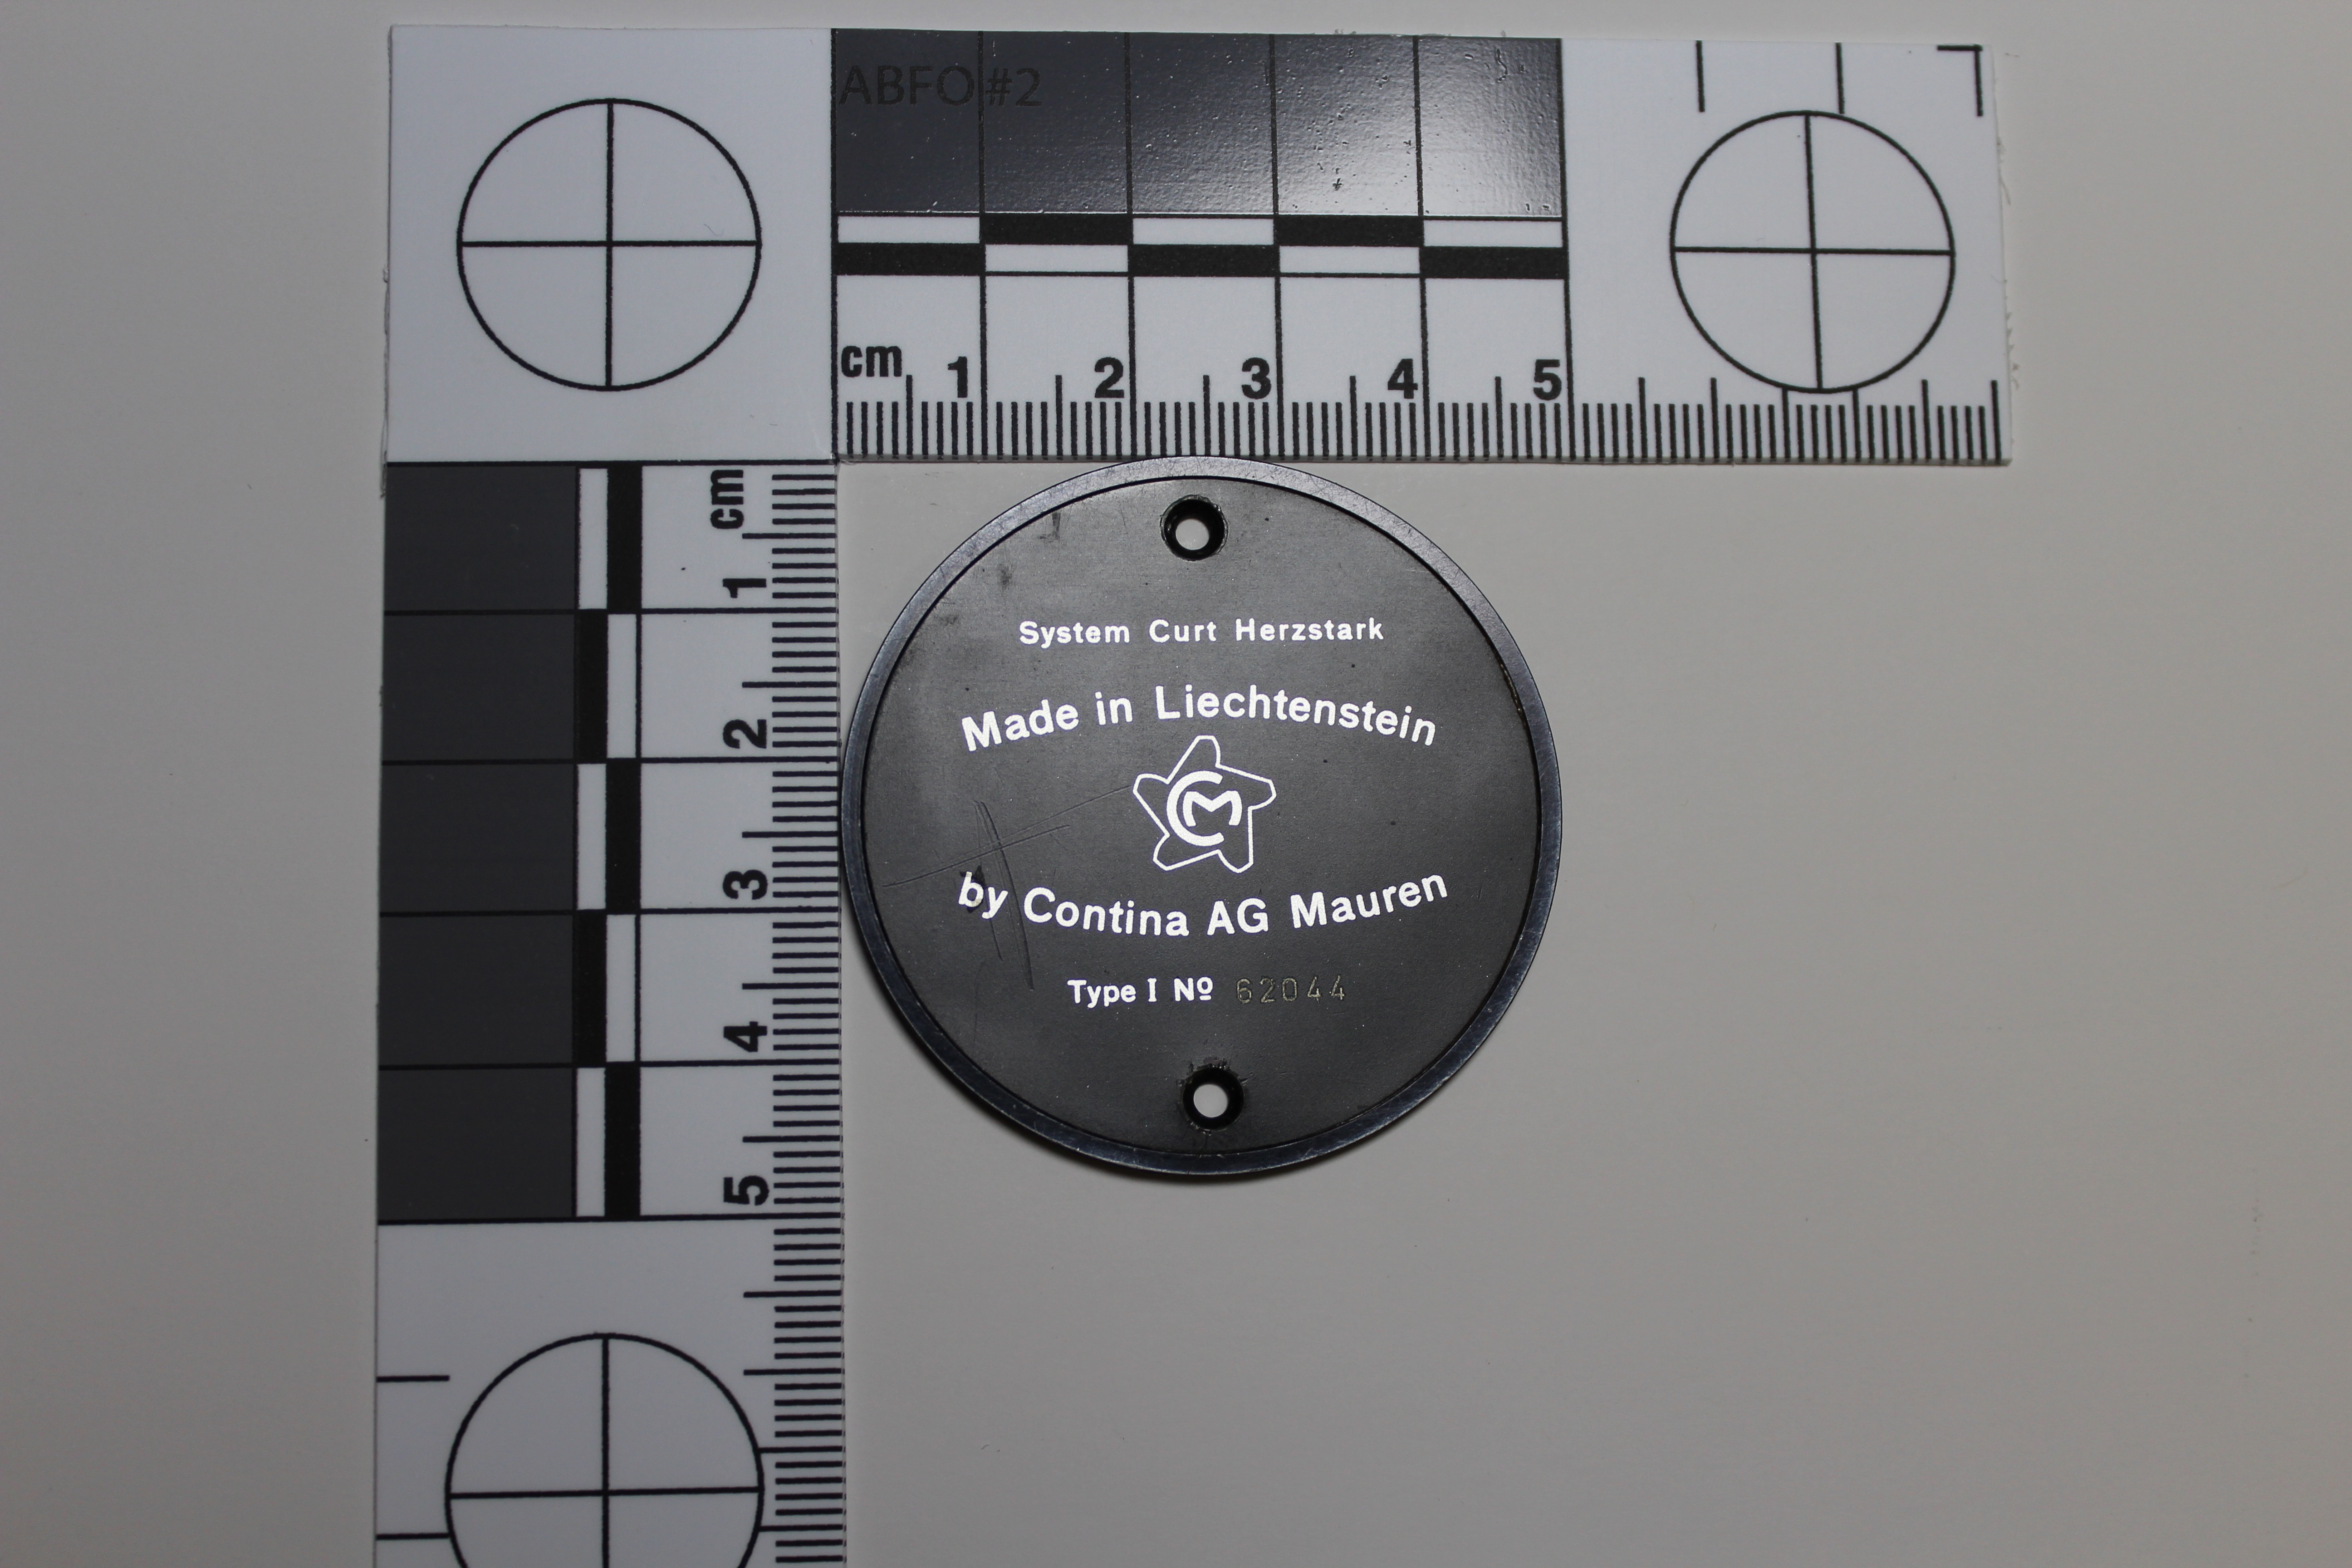 ABFO #2
cm 1 2 3 4 5
cm 1 2 3 4 5
System Curt Herzstark
Made in Liechtenstein
CM
by Contina AG Mauren
Type I Nº 62044